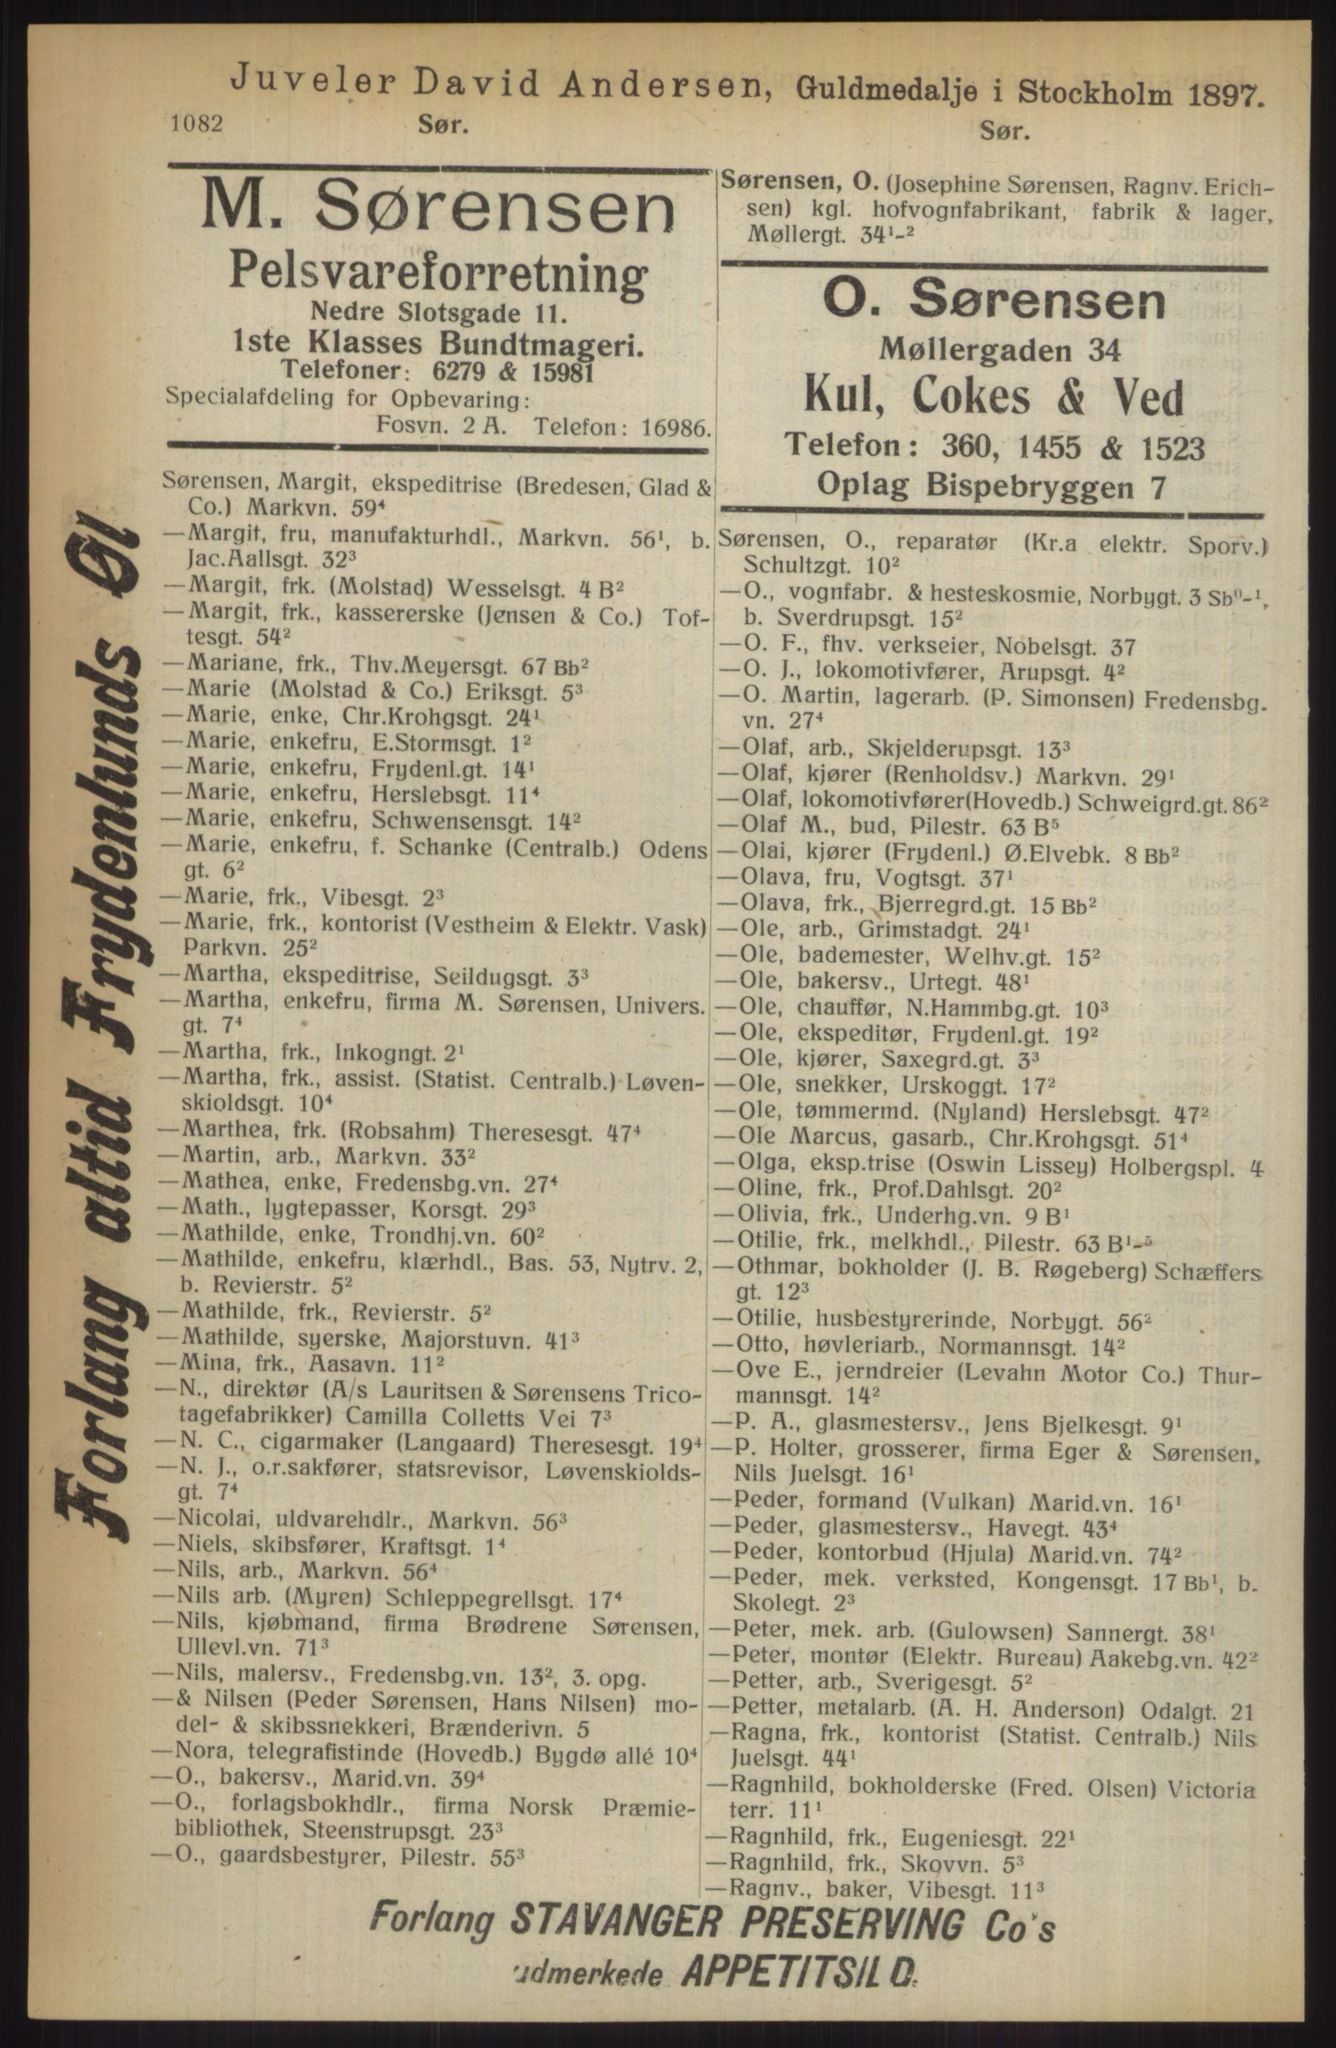 Juveler David Andersen, Guldmedalje i Stockholm 1897.
1082 Sør. Sør.
M. Sørensen
Pelsvareforretning
Nedre Slotsgade 11.
1ste Klasses Bundtmageri.
Telefoner: 6279 & 15981
Specialafdeling for Opbevaring:
Fosvn. 2 A. Telefon: 16986.
Sørensen, Margit, ekspeditrise (Bredesen, Glad &
Co.) Markvn. 59⁴
—Margit, fru, manufakturhdl., Markvn. 56¹, b.
Jac.Aallsgt. 32³
—Margit, frk. (Molstad) Wesselsgt. 4 B²
—Margit, frk., kassererske (Jensen & Co.) Tof-
tesgt. 54²
—Mariane, frk., Thv.Meyersgt. 67 Bb²
—Marie (Molstad & Co.) Eriksgt. 5³
—Marie, enke, Chr.Krohgsgt. 24¹
—Marie, enkefru, E.Stormsgt. 1²
—Marie, enkefru, Frydenl.gt. 14¹
—Marie, enkefru, Herslebsgt. 11⁴
—Marie, enkefru, Schwensensgt. 14²
—Marie, enkefru, f. Schanke (Centralb.) Odens
gt. 6²
—Marie, frk., Vibesgt. 2³
—Marie, frk., kontorist (Vestheim & Elektr. Vask)
Parkvn. 25²
—Martha, ekspeditrise, Seildugsgt. 3³
—Martha, enkefru, firma M. Sørensen, Univers.
gt. 7⁴
—Martha, frk., Inkogngt. 2¹
—Martha, frk., assist. (Statist. Centralb.) Løven-
skioldsgt. 10⁴
—Marthea, frk. (Robsahm) Theresesgt. 47⁴
—Martin, arb., Markvn. 33²
—Mathea, enke, Fredensbg.vn. 27⁴
—Math., lygtepasser, Korsgt. 29³
—Mathilde, enke, Trondhj.vn. 60²
—Mathilde, enkefru, klærhdl., Bas. 53, Nytrv. 2,
b. Revierstr. 5²
—Mathilde, frk., Revierstr. 5²
—Mathilde, syerske, Majorstuvn. 41³
—Mina, frk., Aasavn. 11²
—N., direktør (A/s Lauritsen & Sørensens Trico-
tagefabrikker) Camilla Colletts Vei 7³
—N. C., cigarmaker (Langaard) Theresesgt. 19⁴
—N. J., o.r.sakfører, statsrevisor, Løvenskiolds-
gt. 7⁴
—Nicolai, uldvarehdlr., Markvn. 56³
—Niels, skibsfører, Kraftsgt. 1⁴
—Nils, arb., Markvn. 56⁴
—Nils arb. (Myren) Schleppegrellsgt. 17⁴
—Nils, kjøbmand, firma Brødrene Sørensen,
Ullevl.vn. 71³
—Nils, malersv., Fredensbg.vn. 13², 3. opg.
—& Nilsen (Peder Sørensen, Hans Nilsen) mo-
del- & skibssnekkeri, Brænderivn. 5
—Nora, telegrafistinde (Hovedb.) Bygdø allé 10⁴
—O., bakersv., Marid.vn. 39⁴
—O., forlagsbokhdlr., firma Norsk Præmie-
bibliothek, Steenstrupsgt. 23³
—O., gaardsbestyrer, Pilestr. 55³
Sørensen, O. (Josephine Sørensen, Ragnv. Erich-
sen) kgl. hofvognfabrikant, fabrik & lager,
Møllergt. 34¹-²
O. Sørensen
Møllergaden 34
Kul, Cokes & Ved
Telefon: 360, 1455 & 1523
Oplag Bispebryggen 7
Sørensen, O., reparatør (Kr.a elektr. Sporv.)
Schultzgt. 10²
—O., vognfabr. & hesteskosmie, Norbygt. 3 Sb⁰-¹,
b. Sverdrupsgt. 15²
—O. F., fhv. verkseier, Nobelsgt. 37
—O. J., lokomotivfører, Arupsgt. 4²
—O. Martin, lagerarb. (P. Simonsen) Fredensbg.
vn. 27⁴
—Olaf, arb., Skjelderupsgt. 13³
—Olaf, kjører (Renholdsv.) Markvn. 29¹
—Olaf, lokomotivfører(Hovedb.) Schweigrd.gt. 86²
—Olaf M., bud, Pilestr. 63 B⁵
—Olai, kjører (Frydenl.) Ø.Elvebk. 8 Bb²
—Olava, fru, Vogtsgt. 37¹
—Olava, frk., Bjerregrd.gt. 15 Bb²
—Ole, arb., Grimstadgt. 24¹
—Ole, bademester, Welhv.gt. 15²
—Ole, bakersv., Urtegt. 48¹
—Ole, chauffør, N.Hammbg.gt. 10³
—Ole, ekspeditør, Frydenl.gt. 19²
—Ole, kjører, Saxegrd.gt. 3³
—Ole, snekker, Urskoggt. 17²
—Ole, tømmermd. (Nyland) Herslebsgt. 47²
—Ole Marcus, gasarb., Chr.Krohgsgt. 51⁴
—Olga, eksp.trise (Oswin Lissey) Holbergspl. 4
—Oline, frk., Prof.Dahlsgt. 20²
—Olivia, frk., Underhg.vn. 9 B¹
—Otilie, frk., melkhdl., Pilestr. 63 B¹-⁵
—Othmar, bokholder (J. B. Røgeberg) Schæffers
gt. 12³
—Otilie, husbestyrerinde, Norbygt. 56²
—Otto, høvleriarb., Normannsgt. 14²
—Ove E., jerndreier (Levahn Motor Co.) Thur-
mannsgt. 14²
—P. A., glasmestersv., Jens Bjelkesgt. 9¹
—P. Holter, grosserer, firma Eger & Sørensen,
Nils Juelsgt. 16¹
—Peder, formand (Vulkan) Marid.vn. 16¹
—Peder, glasmestersv., Havegt. 43⁴
—Peder, kontorbud (Hjula) Marid.vn. 74²
—Peder, mek. verksted, Kongensgt. 17 Bb¹, b.
Skolegt. 2³
—Peter, mek. arb. (Gulowsen) Sannergt. 38¹
—Peter, montør (Elektr. Bureau) Aakebg.vn. 42²
—Petter, arb., Sverigesgt. 5²
—Petter, metalarb. (A. H. Anderson) Odalgt. 21
—Ragna, frk., kontorist (Statist. Centralb.) Nils
Juelsgt. 44¹
—Ragnhild, bokholderske (Fred. Olsen) Victoria
terr. 11¹
—Ragnhild, frk., Eugeniesgt. 22¹
—Ragnhild, frk., Skovvn. 5³
—Ragnv., baker, Vibesgt. 11³
Forlang altid Frydenlunds Øl
Forlang STAVANGER PRESERVING Co's
udmerkede APPETITSILD.